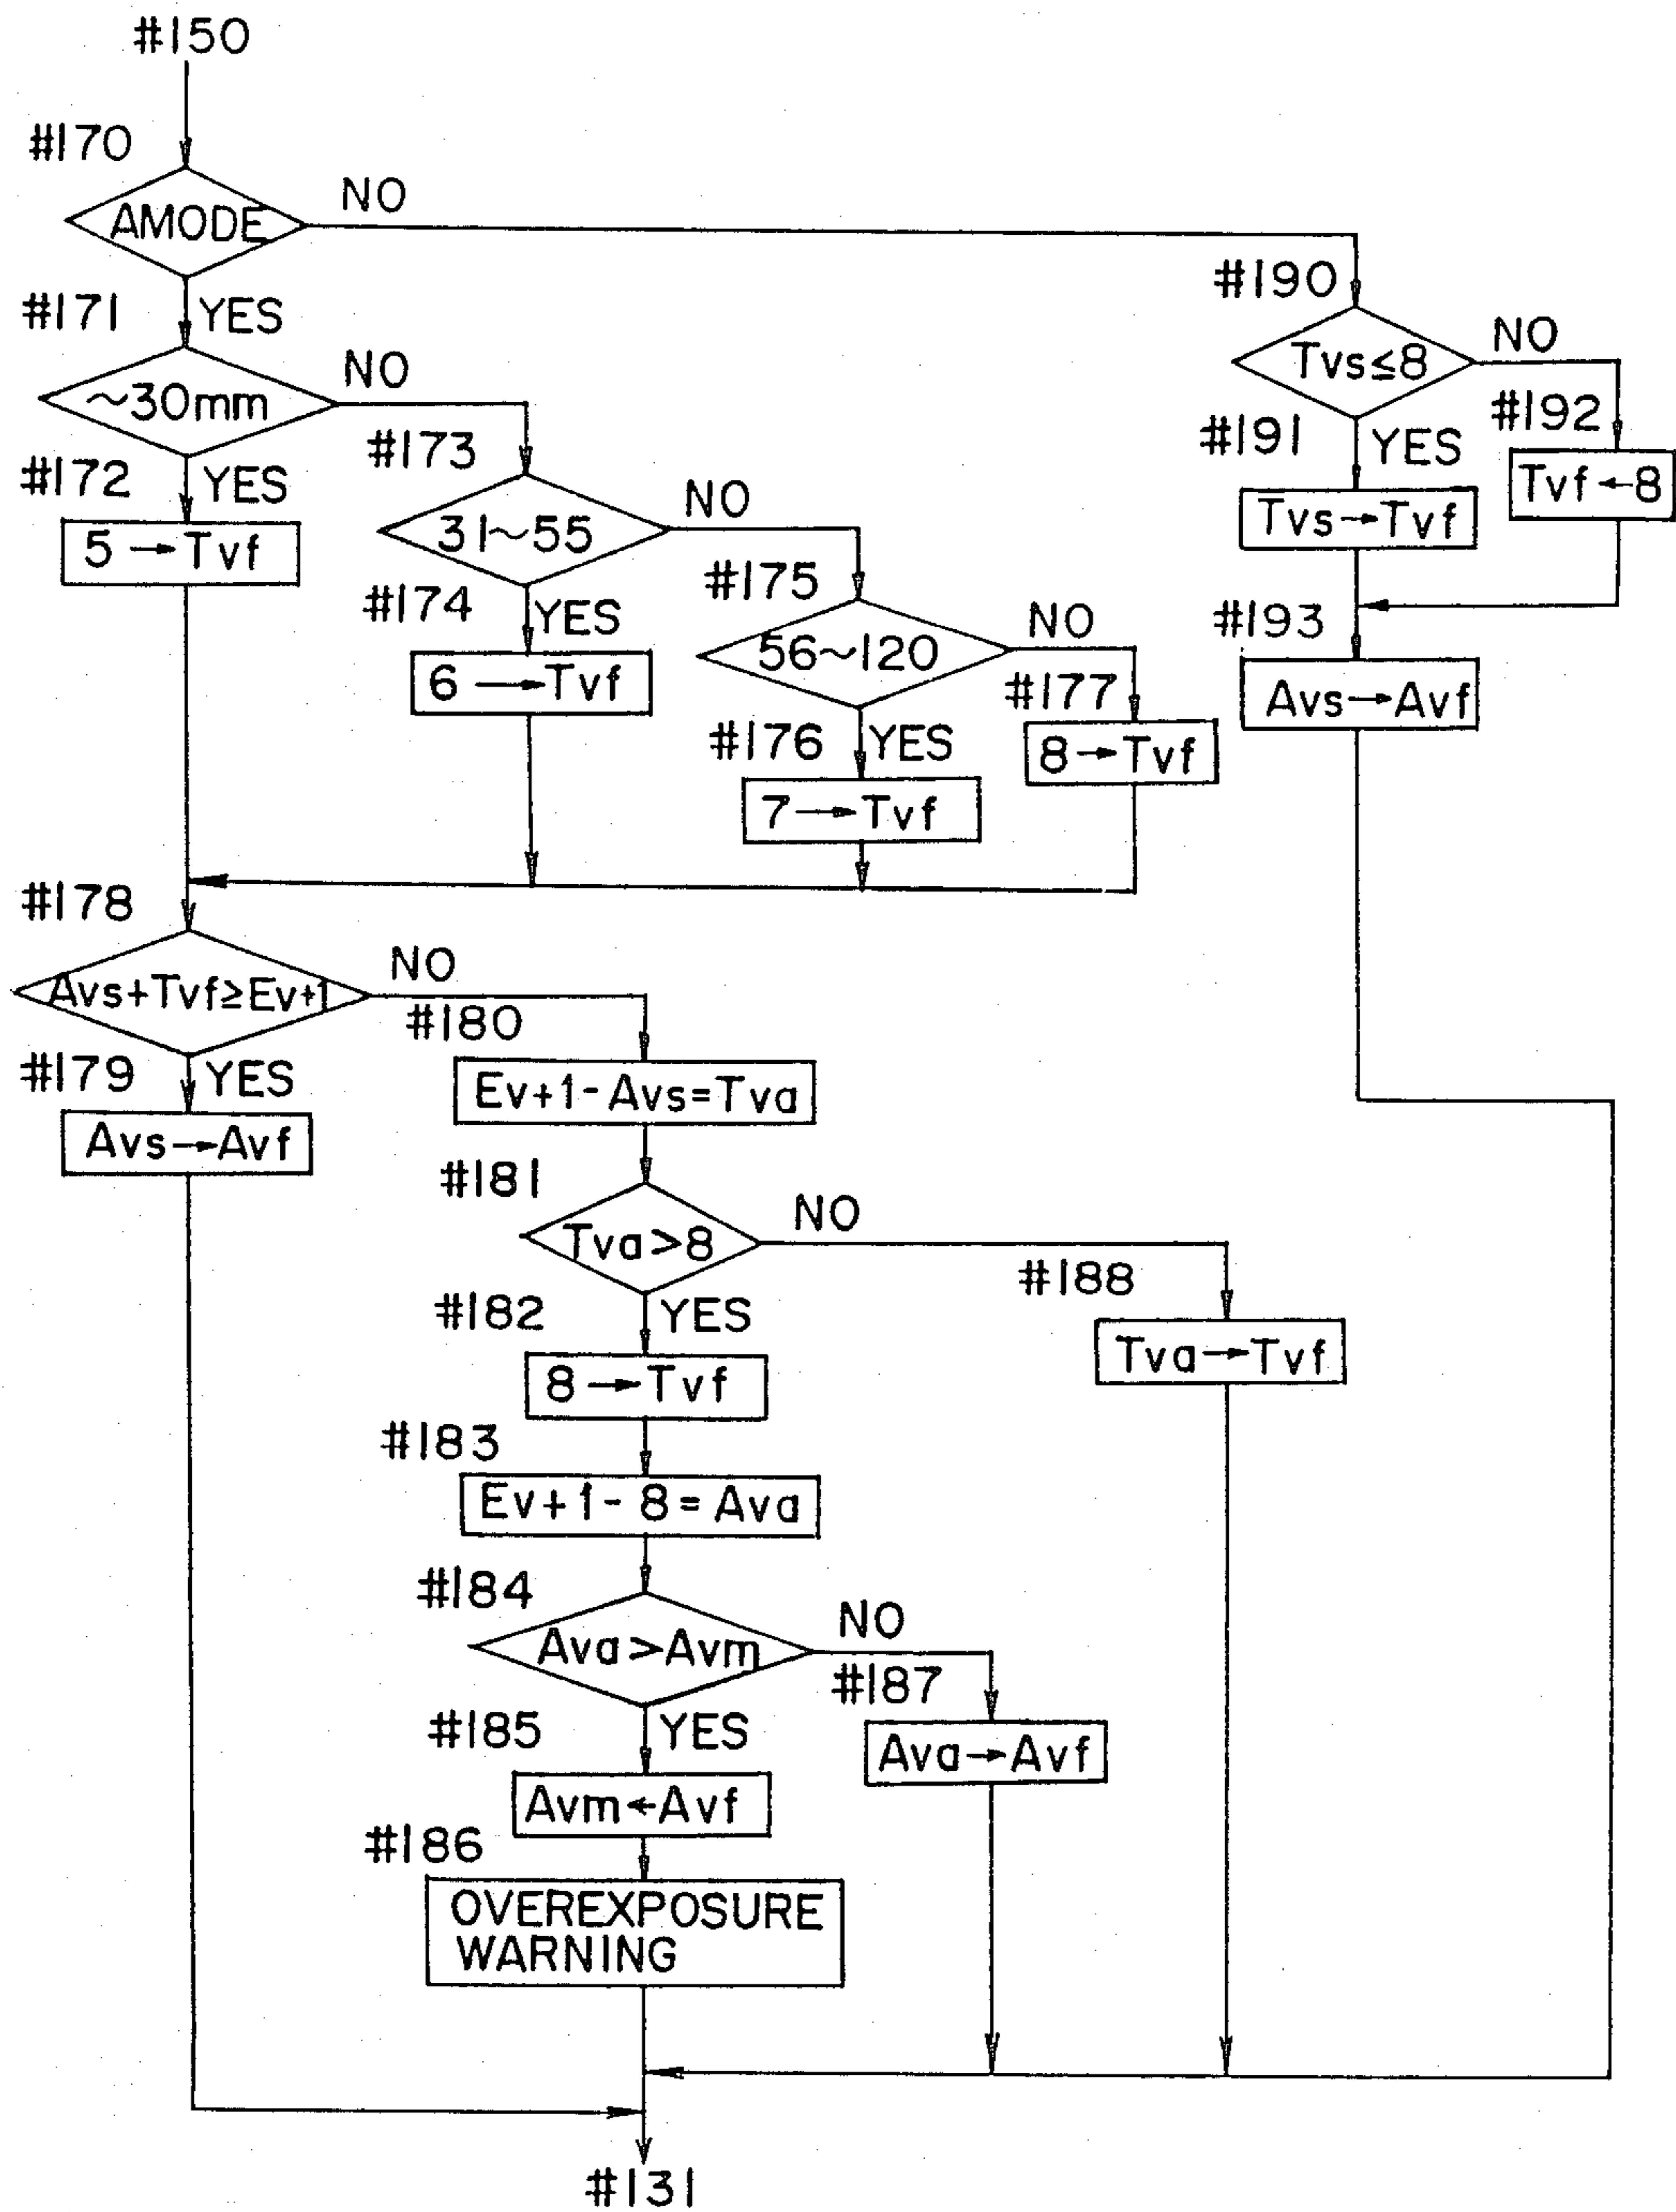 #150
#170
AMODE
NO
#171
YES
~30mm
NO
#172
YES
5→Tvf
#173
31~55
NO
#174
YES
6→Tvf
#175
56~120
NO
#176
YES
7→Tvf
#177
8→Tvf
#190
Tvs≤8
NO
#191
YES
Tvs→Tvf
#192
Tvf←8
#193
Avs→Avf
#178
Avs+Tvf≥Ev+1
NO
#179
YES
Avs→Avf
#180
Ev+1-Avs=Tva
#181
Tva>8
NO
#182
YES
8→Tvf
#188
Tva→Tvf
#183
Ev+1-8=Ava
#184
Ava>Avm
NO
#185
YES
Avm←Avf
#187
Ava→Avf
#186
OVEREXPOSURE
WARNING
#131